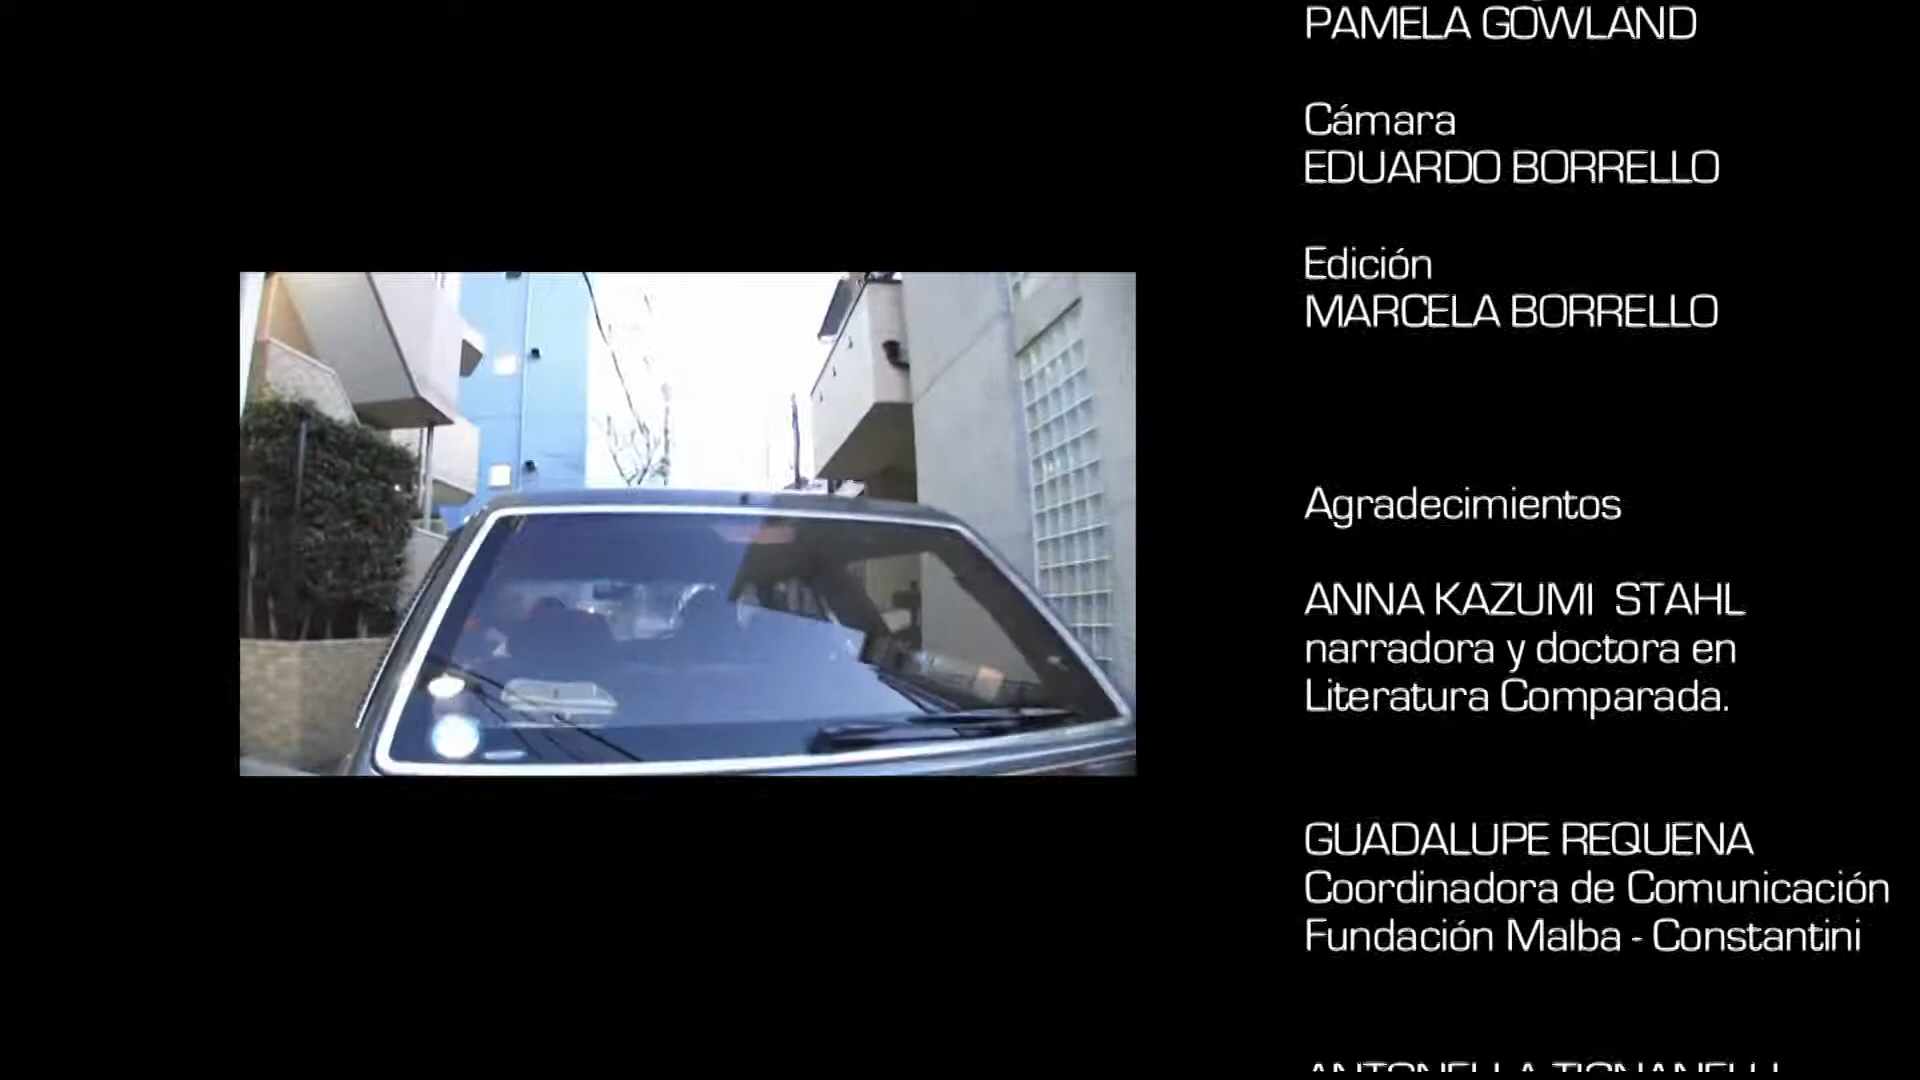 PAMELA GOWLAND
Cámara
EDUARDO BORRELLO
Edición
MARCELA BORRELLO
Agradecimientos
ANNA KAZUMI STAHL
narradora y doctora en
Literatura Comparada.
GUADALUPE REQUENA
Coordinadora de Comunicación
Fundación Malba - Constantini